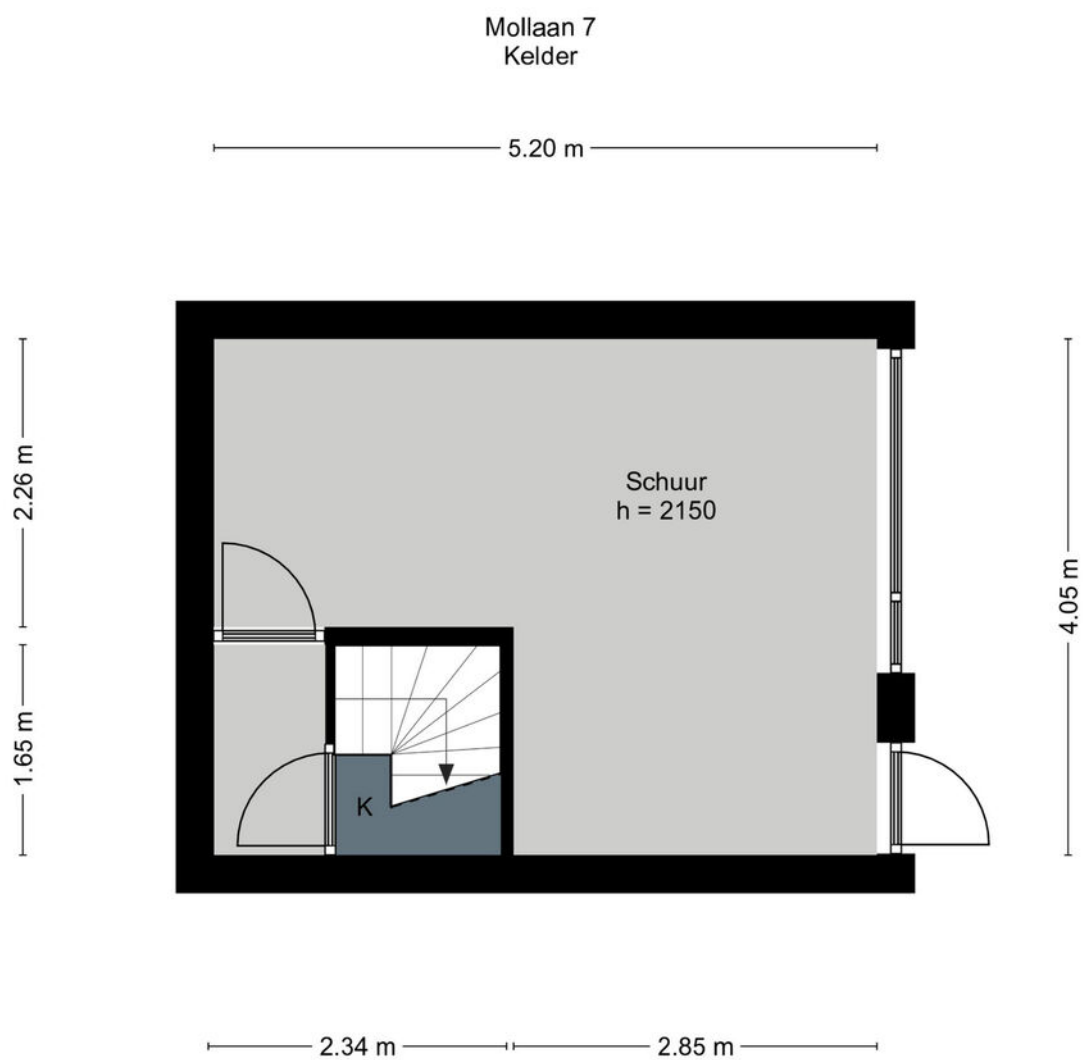 Mollaan 7
Kelder
5.20 m
2.26 m
Schuur
h = 2150
4.05 m
1.65 m
K
2.34 m
2.85 m